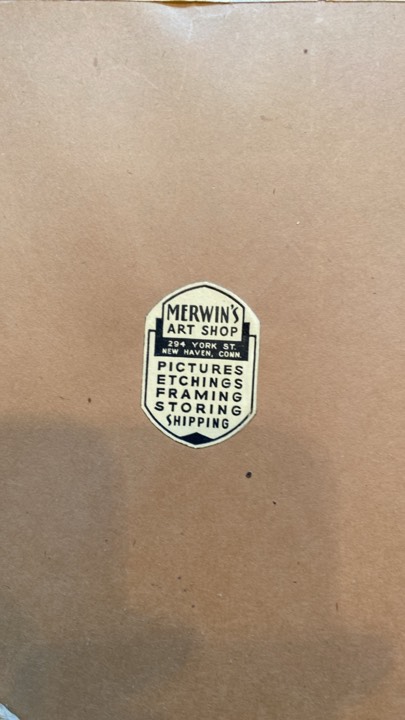 MERWIN'S
ART SHOP
294 YORK ST.
NEW HAVEN, CONN.
PICTURES
ETCHINGS
FRAMING
STORING
SHIPPING